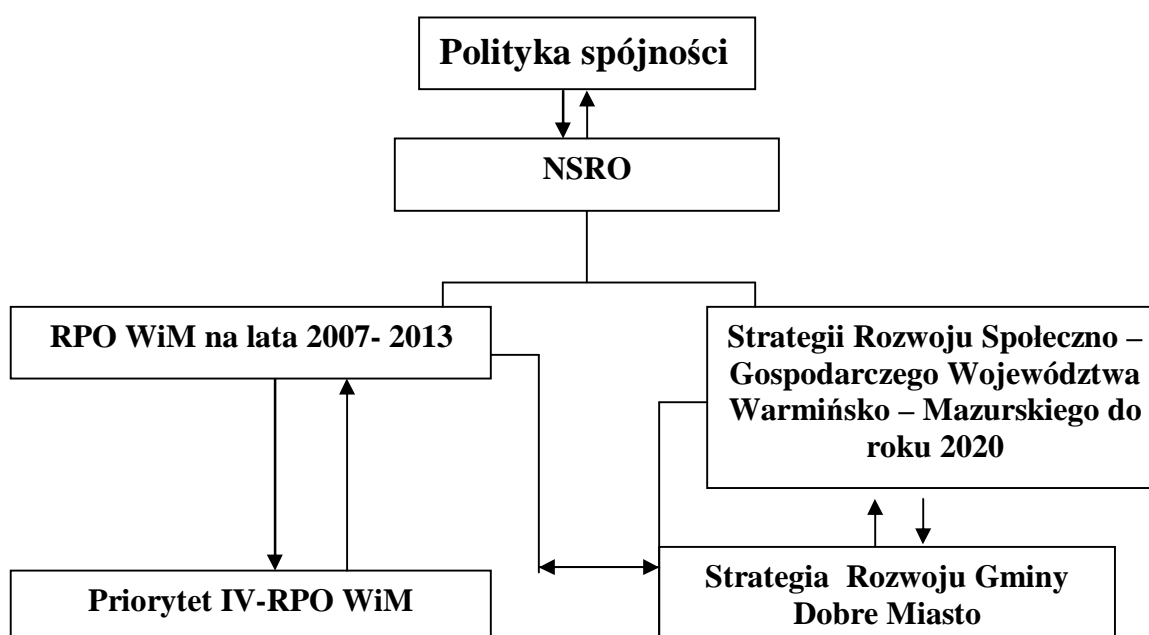 Polityka spójności
NSRO
RPO WiM na lata 2007- 2013
Strategii Rozwoju Społeczno –
Gospodarczego Województwa
Warmińsko – Mazurskiego do
roku 2020
Priorytet IV-RPO WiM
Strategia Rozwoju Gminy
Dobre Miasto